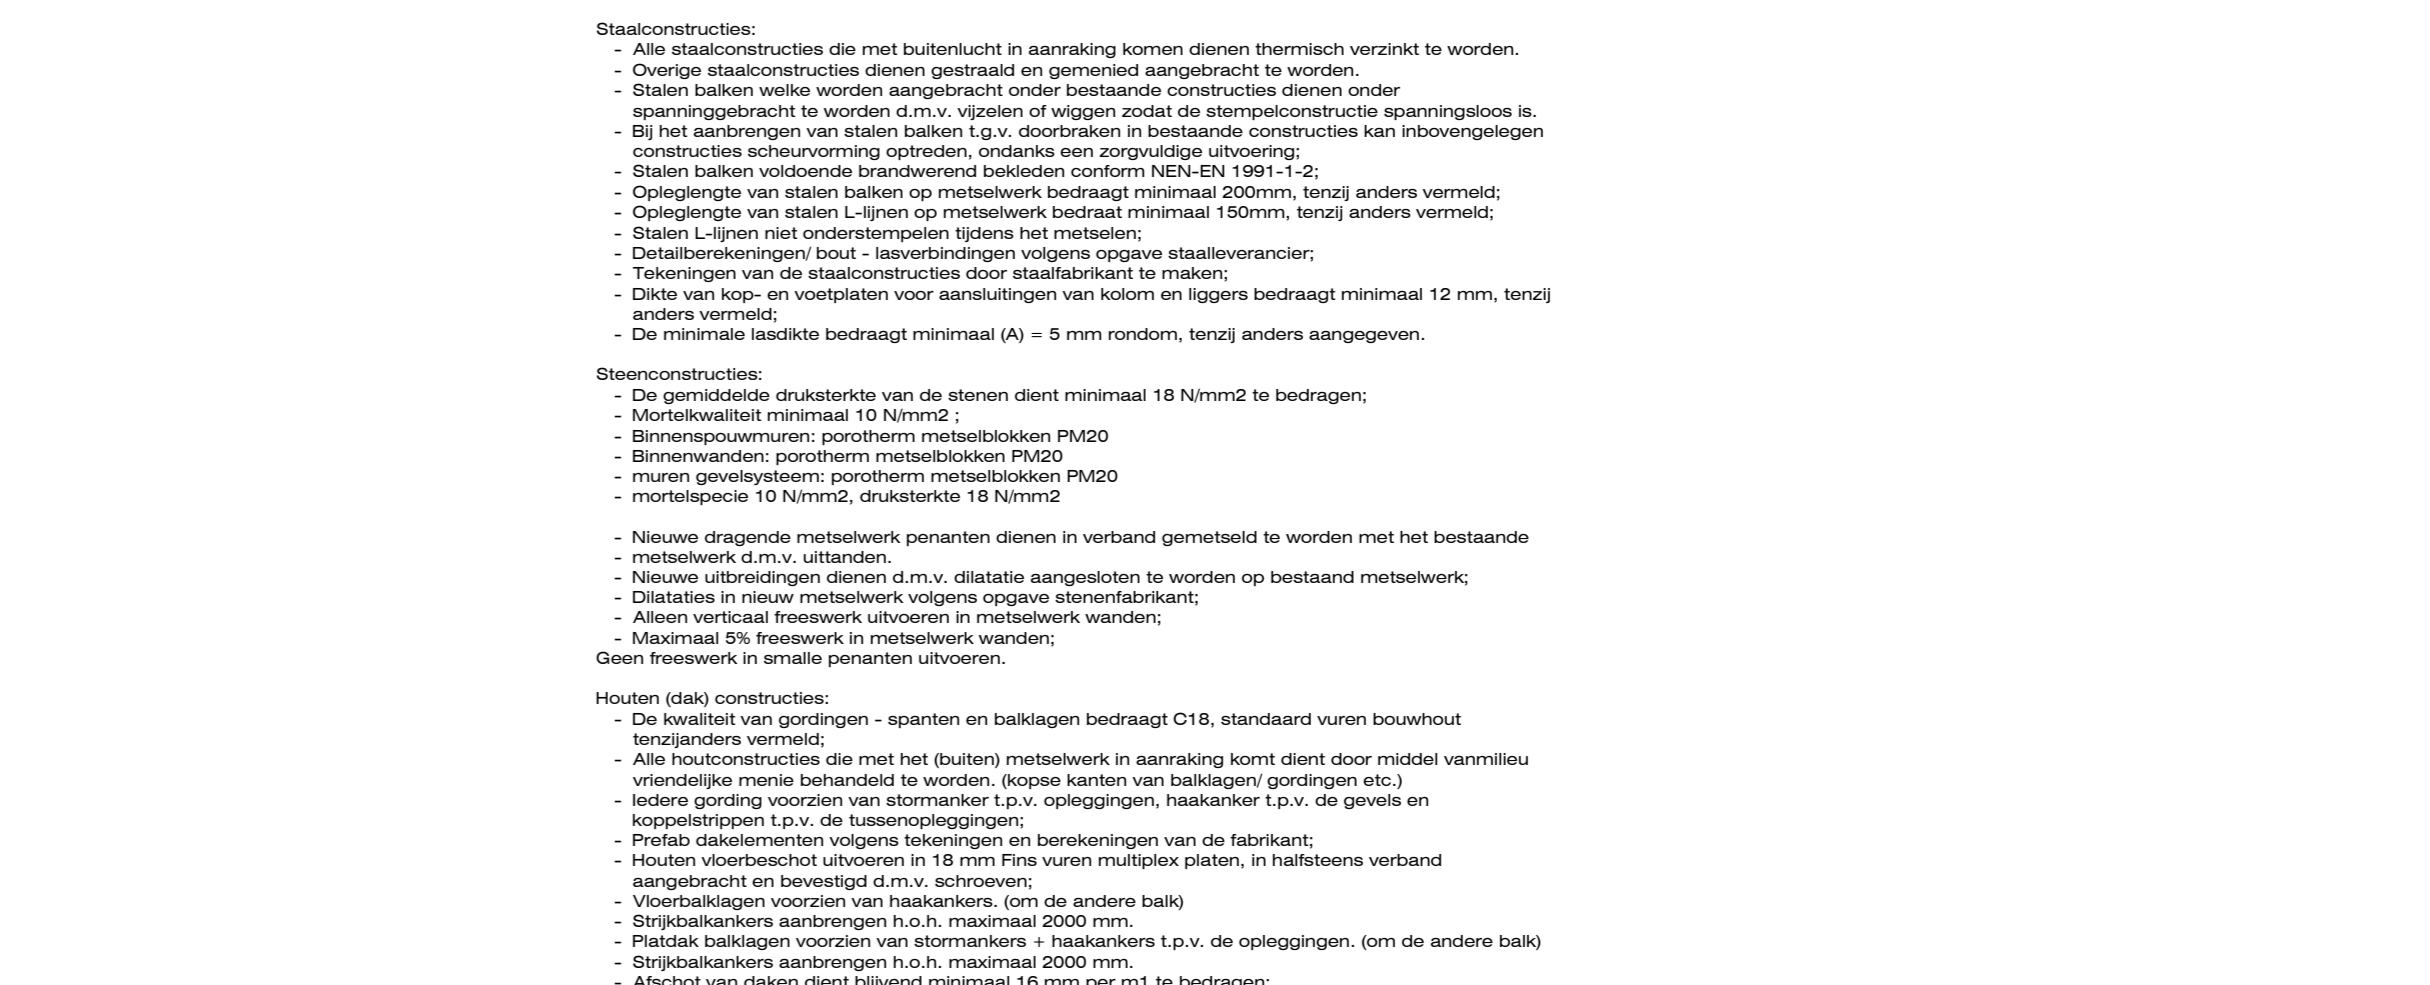 Staalconstructies:
- Alle staalconstructies die met buitenlucht in aanraking komen dienen thermisch verzinkt te worden.
- Overige staalconstructies dienen gestraald en gemenied aangebracht te worden.
- Stalen balken welke worden aangebracht onder bestaande constructies dienen onder
spanninggebracht te worden d.m.v. vijzelen of wiggen zodat de stempelconstructie spanningsloos is.
- Bij het aanbrengen van stalen balken t.g.v. doorbraken in bestaande constructies kan inbovengelegen
constructies scheurvorming optreden, ondanks een zorgvuldige uitvoering;
- Stalen balken voldoende brandwerend bekleden conform NEN-EN 1991-1-2;
- Opleglengte van stalen balken op metselwerk bedraagt minimaal 200mm, tenzij anders vermeld;
- Opleglengte van stalen L-lijnen op metselwerk bedraat minimaal 150mm, tenzij anders vermeld;
- Stalen L-lijnen niet onderstempelen tijdens het metselen;
- Detailberekeningen/ bout - lasverbindingen volgens opgave staalleverancier;
- Tekeningen van de staalconstructies door staalfabrikant te maken;
- Dikte van kop- en voetplaten voor aansluitingen van kolom en liggers bedraagt minimaal 12 mm, tenzij
anders vermeld;
- De minimale lasdikte bedraagt minimaal (A) = 5 mm rondom, tenzij anders aangegeven.
Steenconstructies:
- De gemiddelde druksterkte van de stenen dient minimaal 18 N/mm2 te bedragen;
- Mortelkwaliteit minimaal 10 N/mm2 ;
- Binnenspouwmuren: porotherm metselblokken PM20
- Binnenwanden: porotherm metselblokken PM20
- muren gevelsysteem: porotherm metselblokken PM20
- mortelspecie 10 N/mm2, druksterkte 18 N/mm2
- Nieuwe dragende metselwerk penanten dienen in verband gemetseld te worden met het bestaande
- metselwerk d.m.v. uittanden.
- Nieuwe uitbreidingen dienen d.m.v. dilatatie aangesloten te worden op bestaand metselwerk;
- Dilataties in nieuw metselwerk volgens opgave stenenfabrikant;
- Alleen verticaal freeswerk uitvoeren in metselwerk wanden;
- Maximaal 5% freeswerk in metselwerk wanden;
Geen freeswerk in smalle penanten uitvoeren.
Houten (dak) constructies:
- De kwaliteit van gordingen - spanten en balklagen bedraagt C18, standaard vuren bouwhout
tenzijanders vermeld;
- Alle houtconstructies die met het (buiten) metselwerk in aanraking komt dient door middel vanmilieu
vriendelijke menie behandeld te worden. (kopse kanten van balklagen/ gordingen etc.)
- Iedere gording voorzien van stormanker t.p.v. opleggingen, haakanker t.p.v. de gevels en
koppelstrippen t.p.v. de tussenopleggingen;
- Prefab dakelementen volgens tekeningen en berekeningen van de fabrikant;
- Houten vloerbeschot uitvoeren in 18 mm Fins vuren multiplex platen, in halfsteens verband
aangebracht en bevestigd d.m.v. schroeven;
- Vloerbalklagen voorzien van haakankers. (om de andere balk)
- Strijkbalkankers aanbrengen h.o.h. maximaal 2000 mm.
- Platdak balklagen voorzien van stormankers + haakankers t.p.v. de opleggingen. (om de andere balk)
- Strijkbalkankers aanbrengen h.o.h. maximaal 2000 mm.
- Afschot van daken dient blijvend minimaal 16 mm per m1 te bedragen;